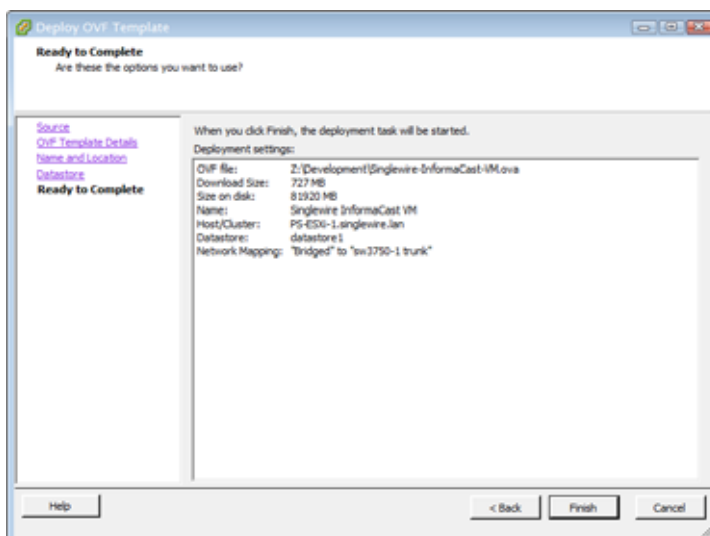 Deploy OVF Template
Ready to Complete
Are these the options you want to use?
Source
OVF Template Details
Name and Location
Datastore
Ready to Complete
When you click Finish, the deployment task will be started.
Deployment settings:
OVF file: Z:\Development\Singlewire-InformaCast-VM.ova
Download Size: 727 MB
Size on disk: 81920 MB
Name: Singlewire InformaCast VM
Host/Cluster: PS-ESXi-1.singlewire.lan
Datastore: datastore1
Network Mapping: "Bridged" to "sw3750-1 trunk"
Help
< Back
Finish
Cancel